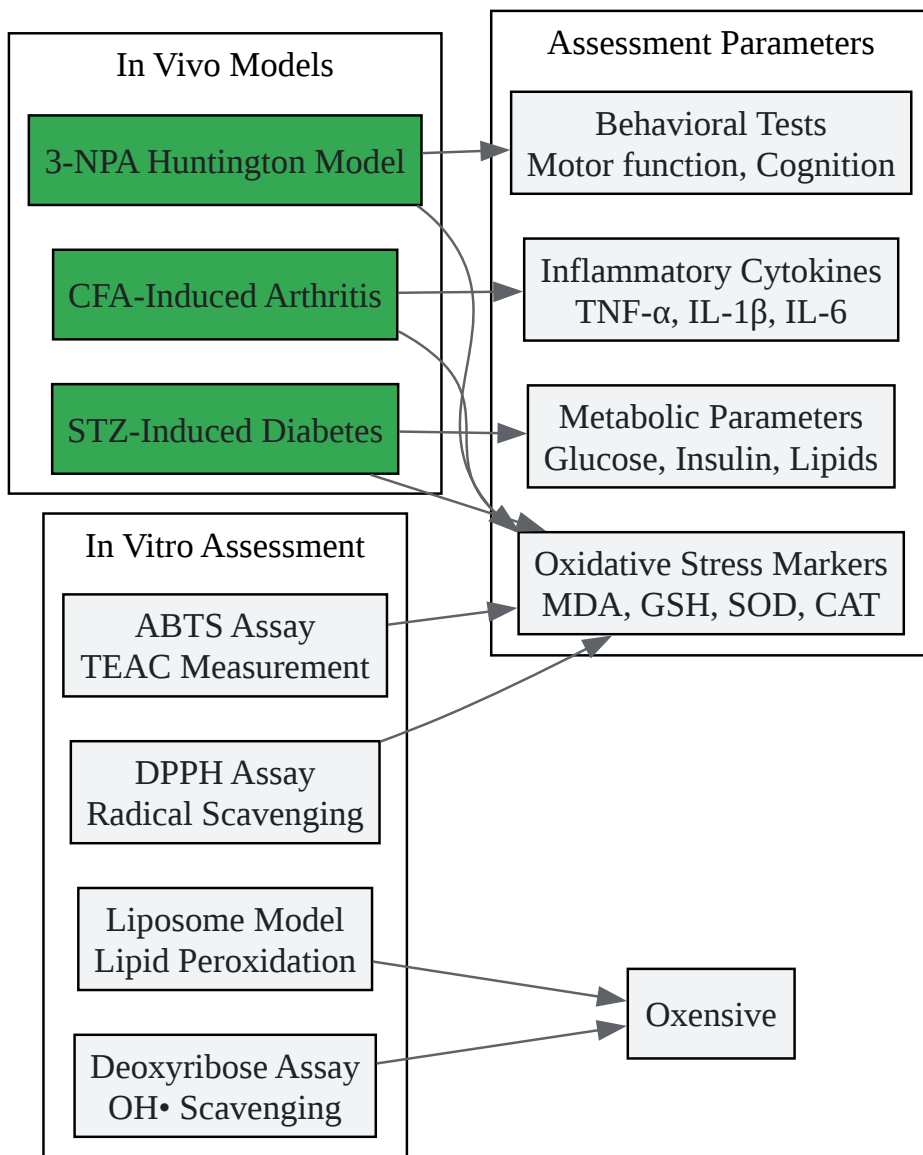 In Vivo Models
3-NPA Huntington Model
CFA-Induced Arthritis
STZ-Induced Diabetes
Assessment Parameters
Behavioral Tests
Motor function, Cognition
Inflammatory Cytokines
TNF-α, IL-1β, IL-6
Metabolic Parameters
Glucose, Insulin, Lipids
Oxidative Stress Markers
MDA, GSH, SOD, CAT
In Vitro Assessment
ABTS Assay
TEAC Measurement
DPPH Assay
Radical Scavenging
Liposome Model
Lipid Peroxidation
Deoxyribose Assay
OH• Scavenging
Oxensive